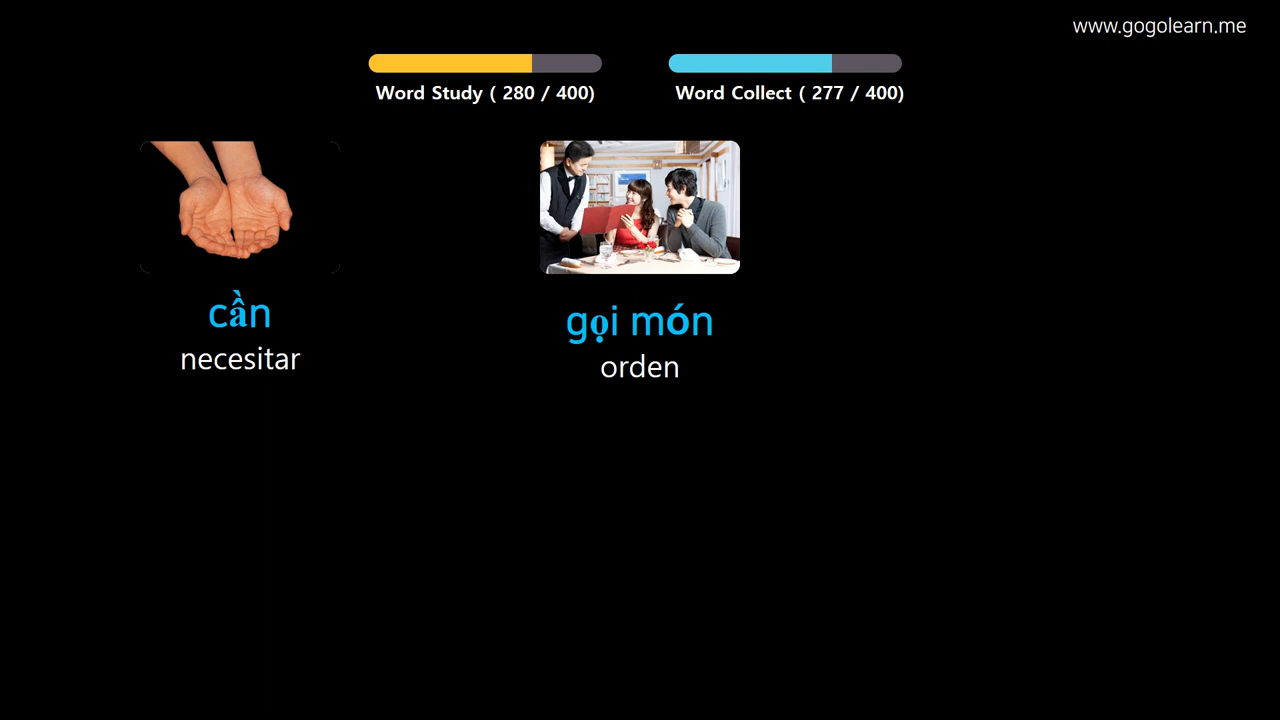 www.gogolearn.me
Word Study ( 280 / 400)
Word Collect ( 277 / 400)
cần
necesitar
gọi món
orden